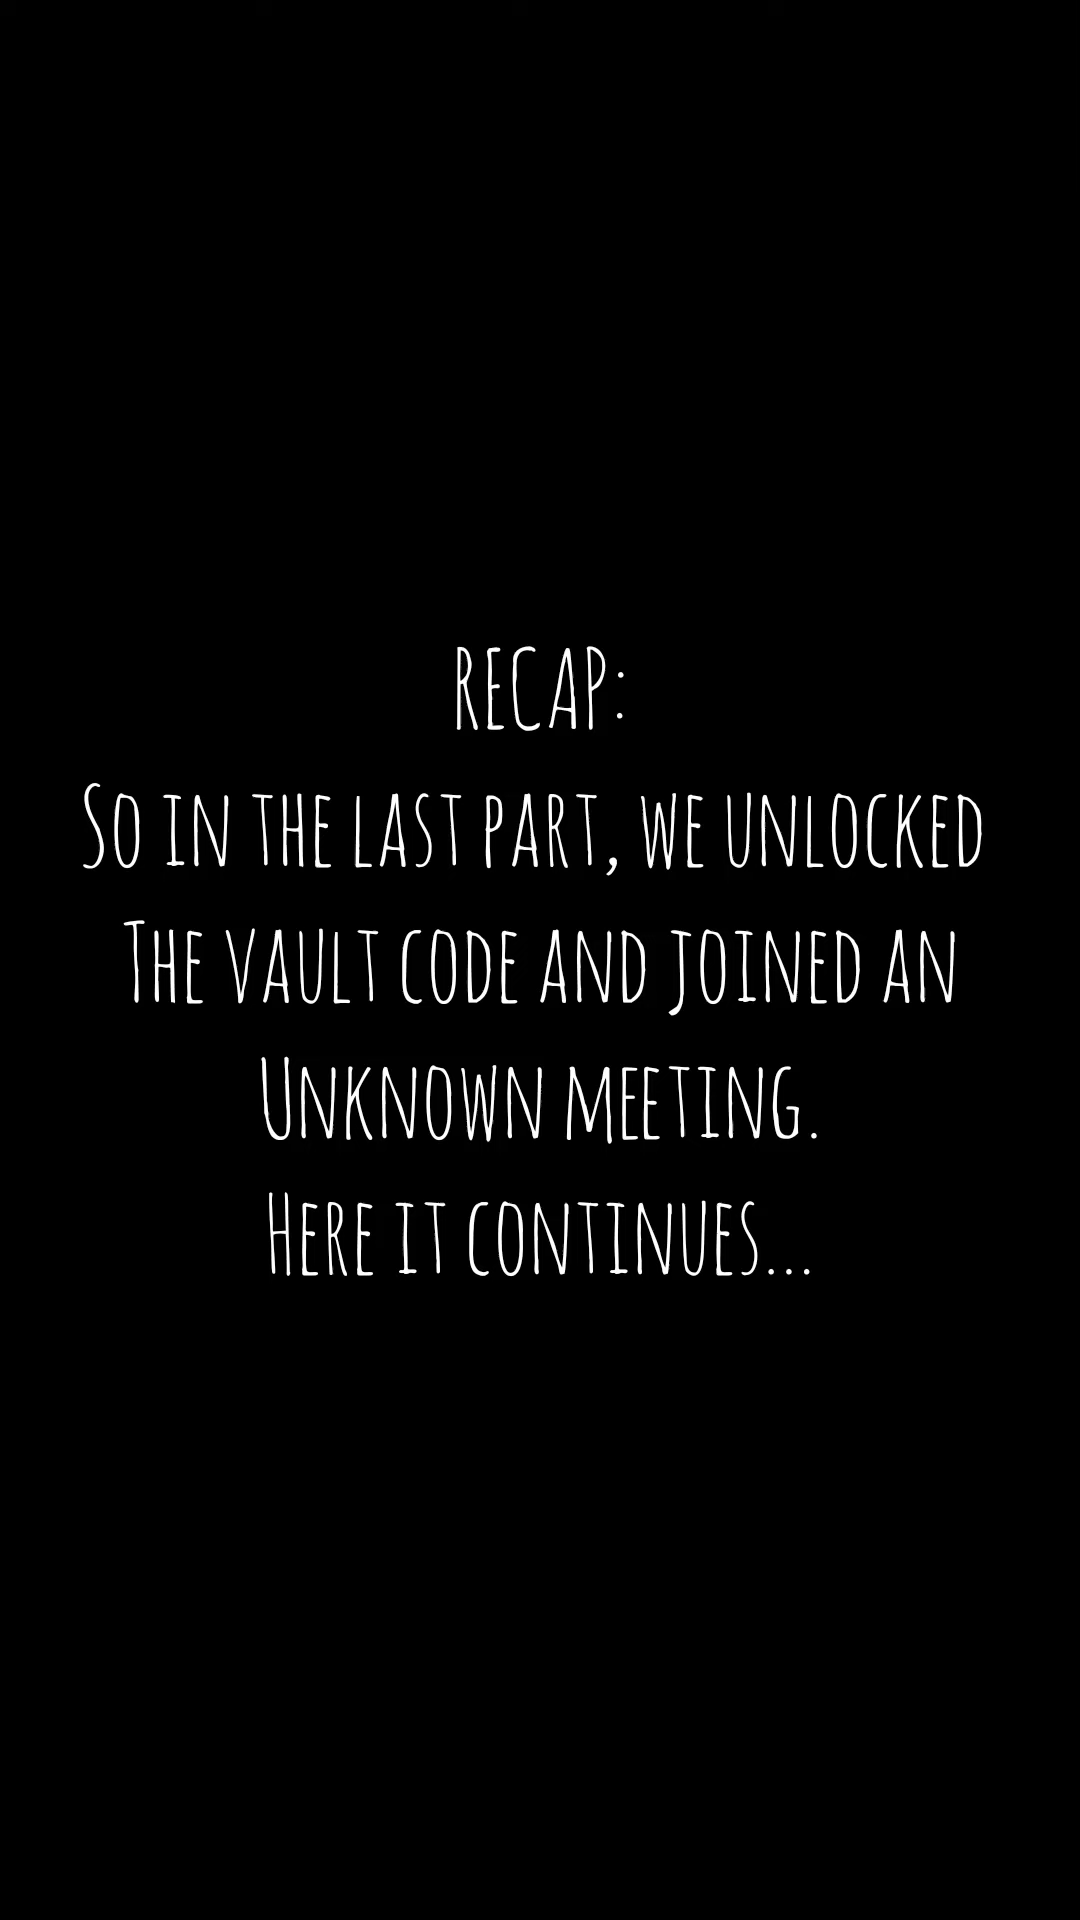 RECAP:
So in the last part, we unlocked
The vault code and joined an
Unknown meeting.
Here it continues...